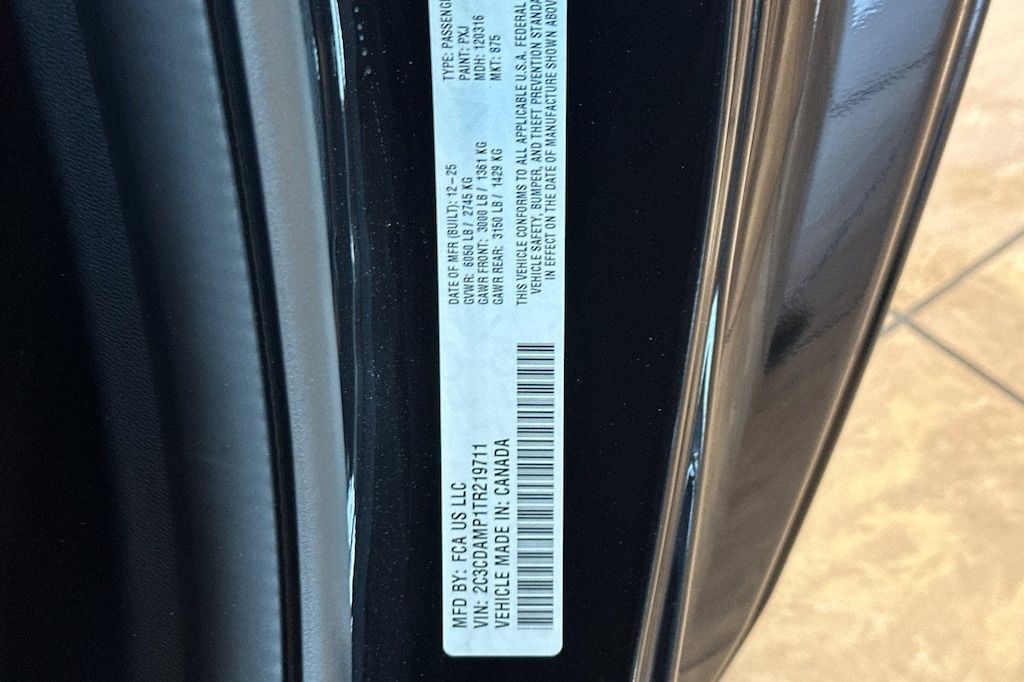 MFD BY: FCA US LLC
VIN: 2C3CDAMP1TR219711
VEHICLE MADE IN: CANADA
DATE OF MFR (BUILT): 12-25
GVWR: 6050 LB / 2745 KG
GAWR FRONT: 3000 LB / 1361 KG
GAWR REAR: 3150 LB / 1429 KG
TYPE: PASSENGE
PAINT: PXJ
MDH: 120316
MKT: 875
THIS VEHICLE CONFORMS TO ALL APPLICABLE U.S.A. FEDERAL
VEHICLE SAFETY, BUMPER, AND THEFT PREVENTION STANDA
IN EFFECT ON THE DATE OF MANUFACTURE SHOWN ABOV